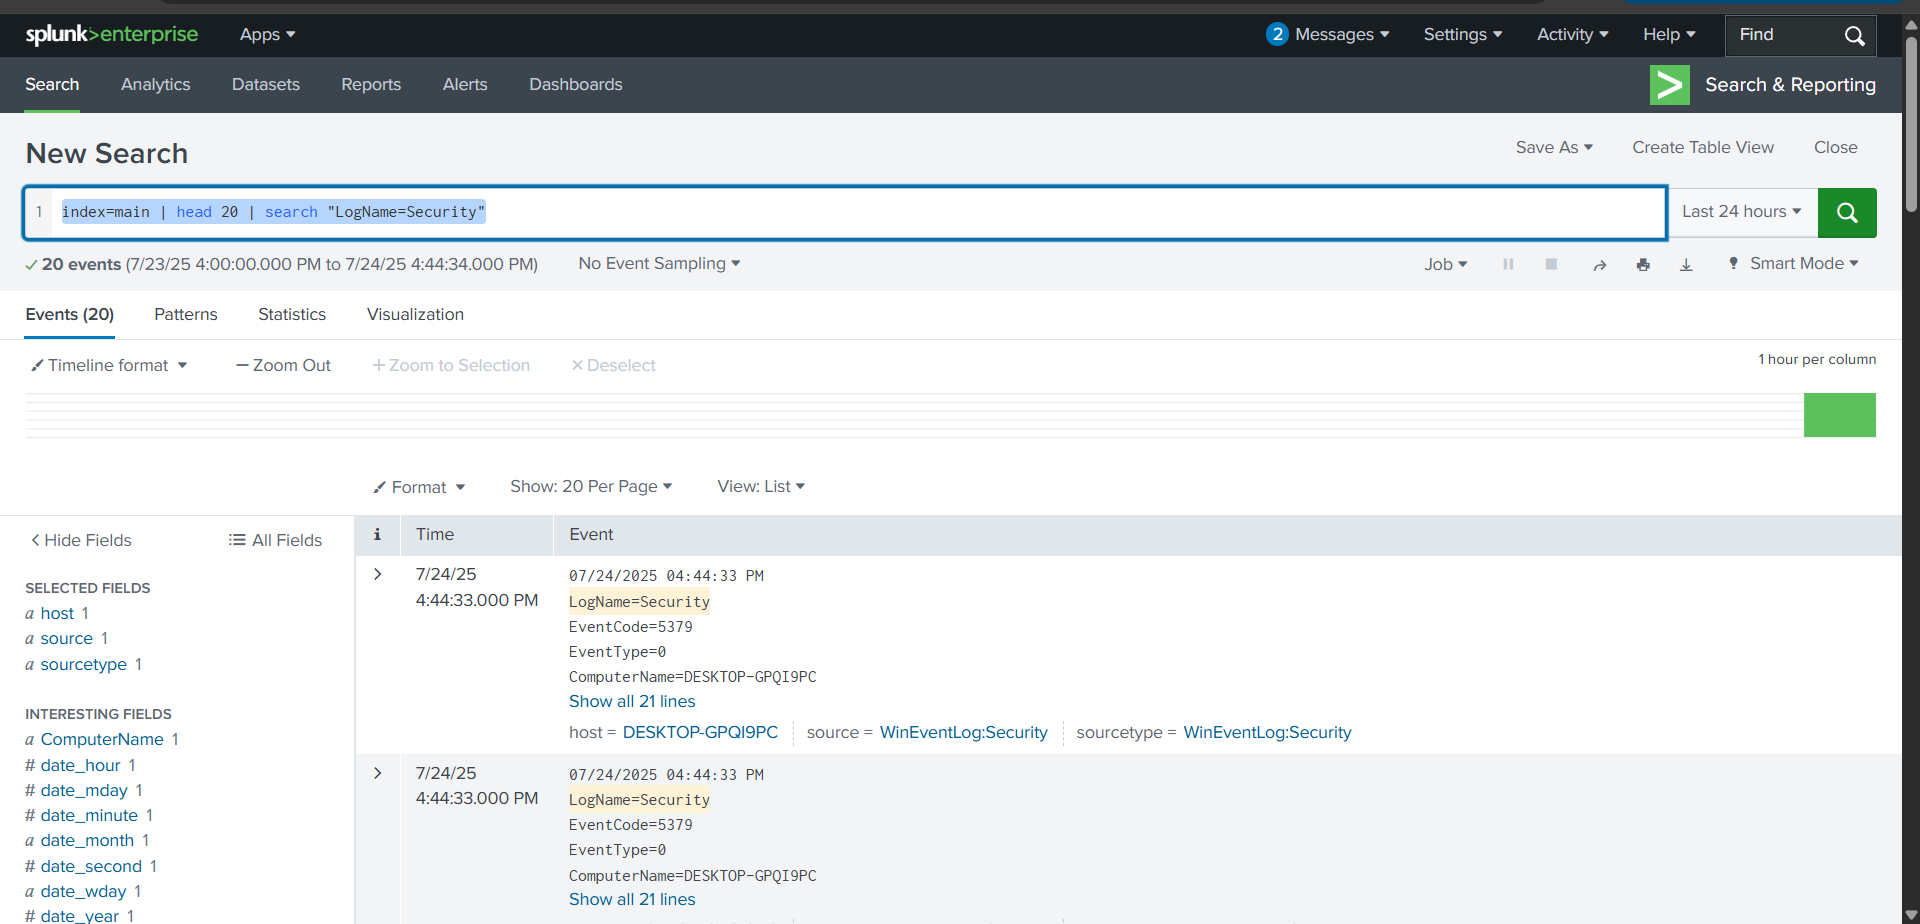 splunk>enterprise Apps 2 Messages Settings Activity Help Find
Search Analytics Datasets Reports Alerts Dashboards Search & Reporting
New Search Save As Create Table View Close
1 index=main | head 20 | search "LogName=Security" Last 24 hours
20 events (7/23/25 4:00:00.000 PM to 7/24/25 4:44:34.000 PM) No Event Sampling Job Smart Mode
Events (20) Patterns Statistics Visualization
Timeline format Zoom Out Zoom to Selection Deselect 1 hour per column
Format Show: 20 Per Page View: List
Hide Fields All Fields
SELECTED FIELDS
a host 1
a source 1
a sourcetype 1
INTERESTING FIELDS
a ComputerName 1
# date_hour 1
# date_mday 1
# date_minute 1
a date_month 1
# date_second 1
a date_wday 1
# date_year 1
i Time Event
7/24/25 07/24/2025 04:44:33 PM
4:44:33.000 PM LogName=Security
EventCode=5379
EventType=0
ComputerName=DESKTOP-GPQI9PC
Show all 21 lines
host = DESKTOP-GPQI9PC source = WinEventLog:Security sourcetype = WinEventLog:Security
7/24/25 07/24/2025 04:44:33 PM
4:44:33.000 PM LogName=Security
EventCode=5379
EventType=0
ComputerName=DESKTOP-GPQI9PC
Show all 21 lines